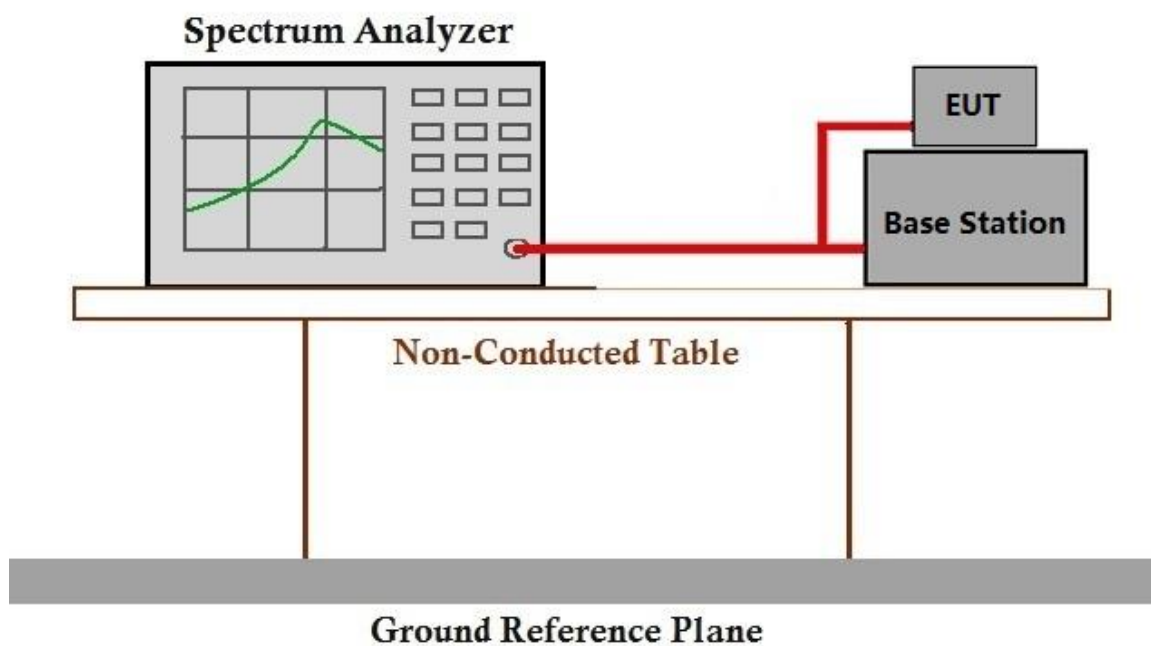 Spectrum Analyzer
EUT
Base Station
Non-Conducted Table
Ground Reference Plane